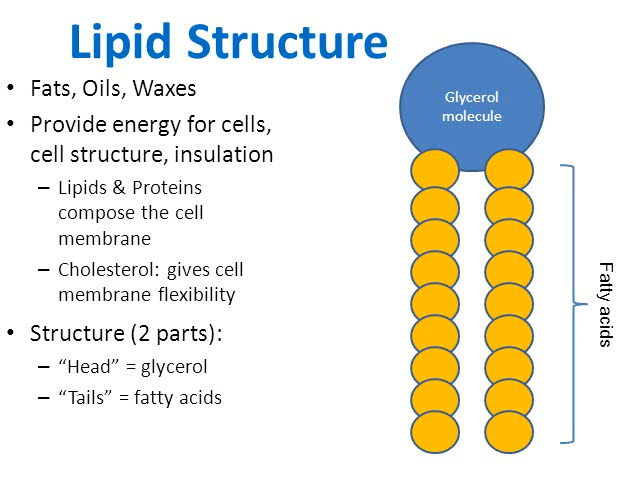 Lipid Structure
• Fats, Oils, Waxes
• Provide energy for cells,
cell structure, insulation
– Lipids & Proteins
compose the cell
membrane
– Cholesterol: gives cell
membrane flexibility
• Structure (2 parts):
– “Head” = glycerol
– “Tails” = fatty acids
Glycerol
molecule
Fatty acids